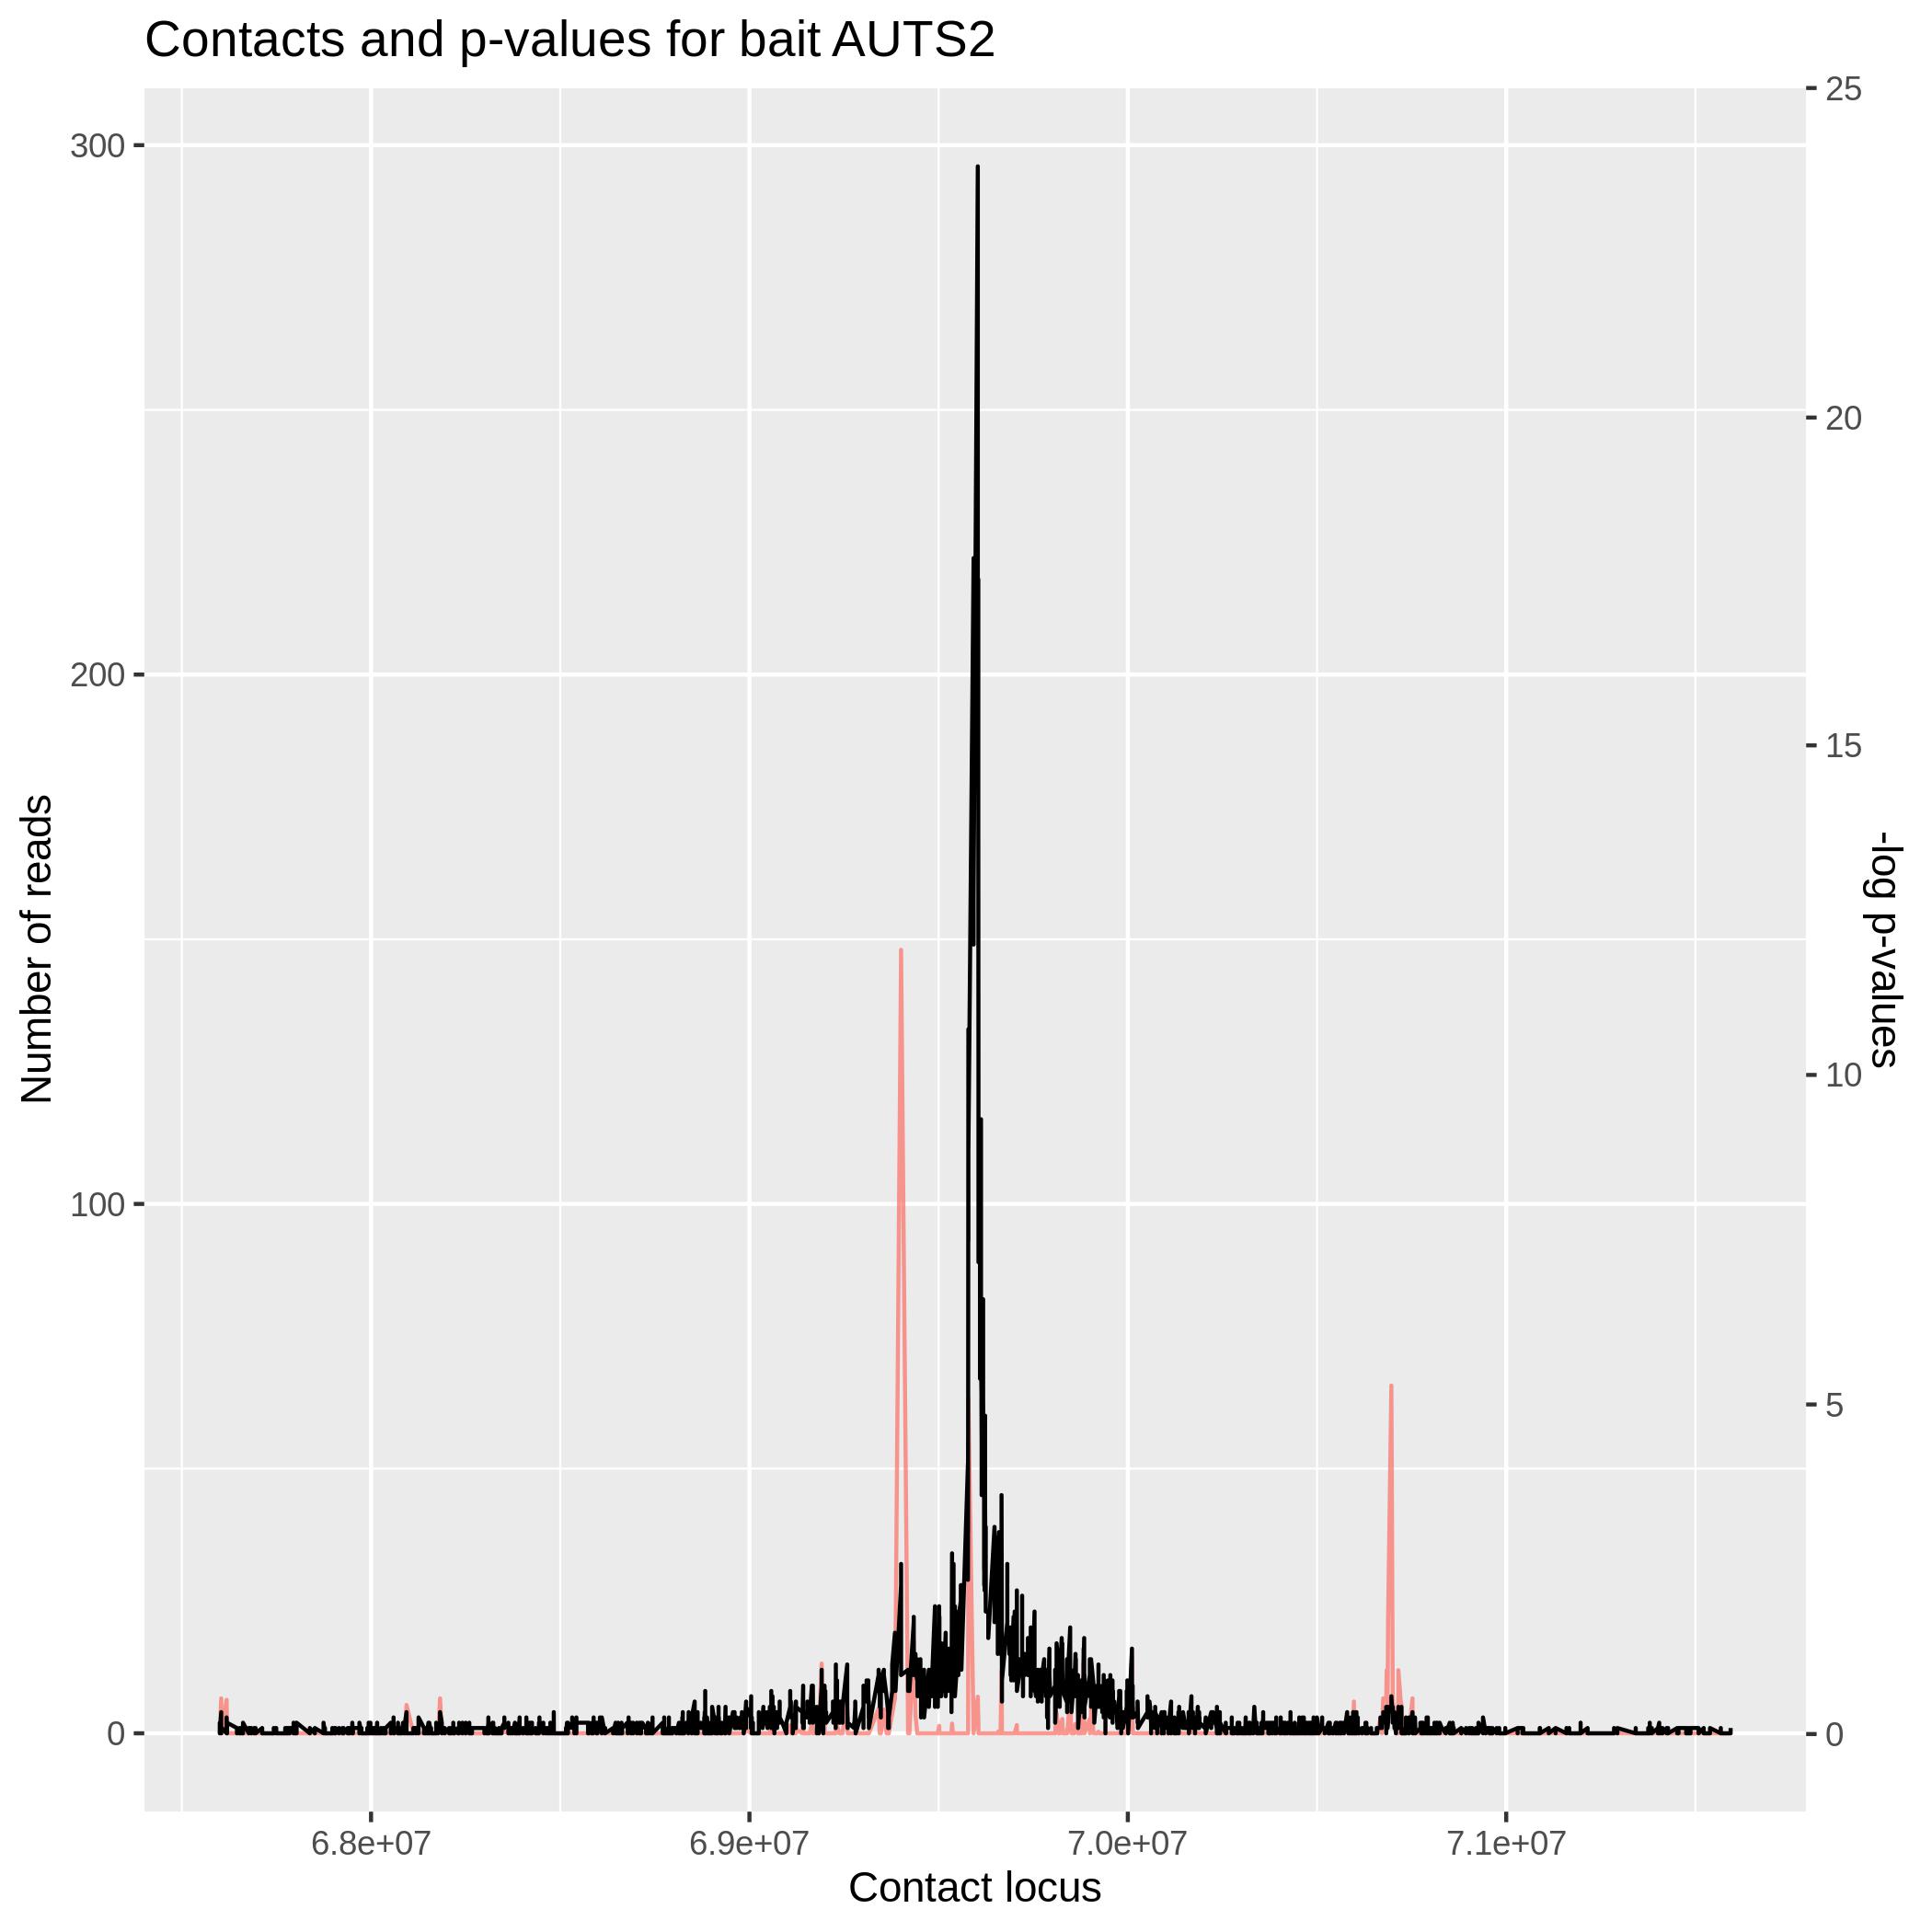 Contacts and p-values for bait AUTS2
300
200
100
0
Number of reads
25
20
15
10
5
0
-log p-values
6.8e+07 6.9e+07 7.0e+07 7.1e+07
Contact locus